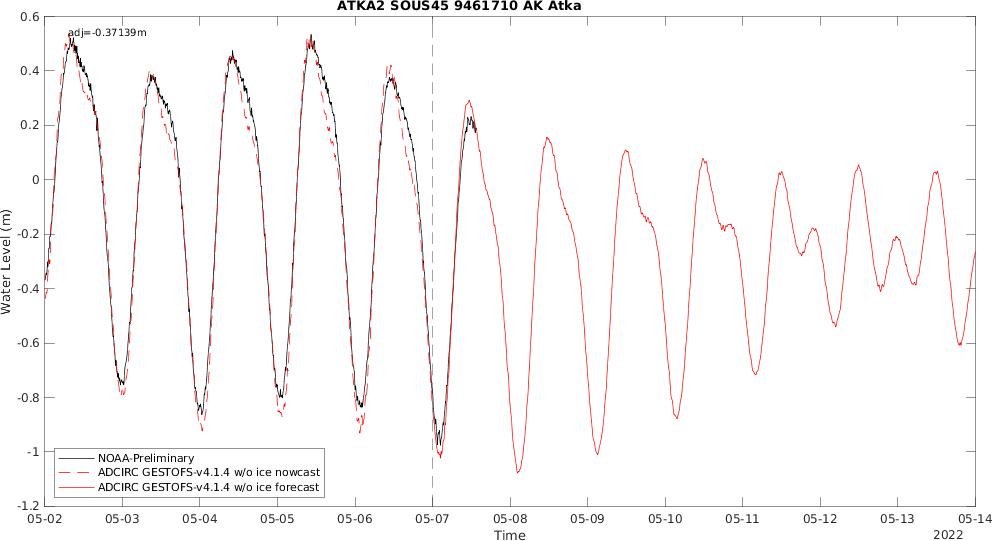 ATKA2 SOUS45 9461710 AK Atka
adj=-0.37139m
Water Level (m)
0.6
0.4
0.2
0
-0.2
-0.4
-0.6
-0.8
-1
-1.2
NOAA-Preliminary
ADCIRC GESTOFS-v4.1.4 w/o ice nowcast
ADCIRC GESTOFS-v4.1.4 w/o ice forecast
05-02 05-03 05-04 05-05 05-06 05-07 05-08 05-09 05-10 05-11 05-12 05-13 05-14
Time
2022